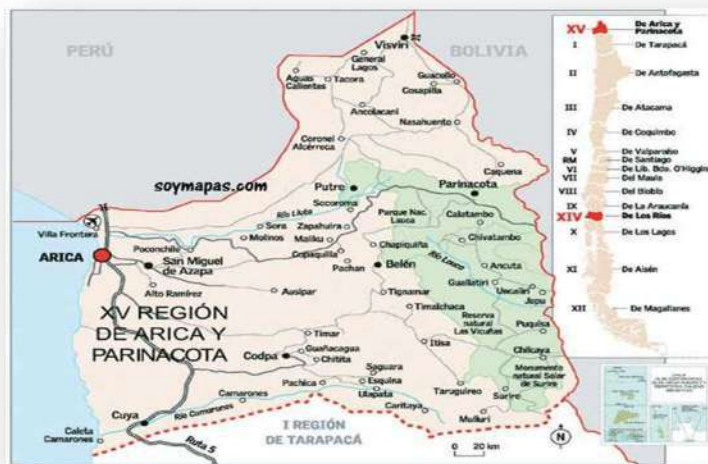 PERÚ
BOLIVIA
Visviri
General
Lagos
Aguas
Calientes
Tacora
Guacollo
Cosapilla
Ancolacani
Nasahuento
Coronel
Alcérreca
Caquena
soymapas.com
Putre
Parinacota
Socoroma
Río Lluta
Villa Frontera
Sora
Zapahuira
Parque Nac.
Lauca
Calatambo
Molinos
Maliku
Poconchile
Copaquilla
Chapiquiña
Chivatambo
ARICA
San Miguel
de Azapa
Pachan
Belén
Río Lauca
Ancuta
Guallatiri
Alto Ramírez
Ausipar
Tignamar
Uncaliri
Jopu
XV REGIÓN
DE ARICA Y
PARINACOTA
Timalchaca
Reserva
natural
Las Vicuñas
Puquisa
Timar
Itisa
Guañacagua
Codpa
Chitita
Chilcaya
Saguara
Monumento
natural Salar
de Surire
Pachica
Esquina
Camarones
Utapata
Taruguireo
Surire
Cuya
Río Camarones
Caritaya
Mulluri
Caleta
Camarones
Ruta 5
I REGIÓN
DE TARAPACÁ
0 20 km
N
XV De Arica y
Parinacota
I De Tarapacá
II De Antofagasta
III De Atacama
IV De Coquimbo
V De Valparaíso
RM De Santiago
VI De Lib. Bdo. O'Higgins
VII Del Maule
VIII Del Biobío
IX De La Araucanía
XIV De Los Ríos
X De Los Lagos
XI De Aisén
XII De Magallanes